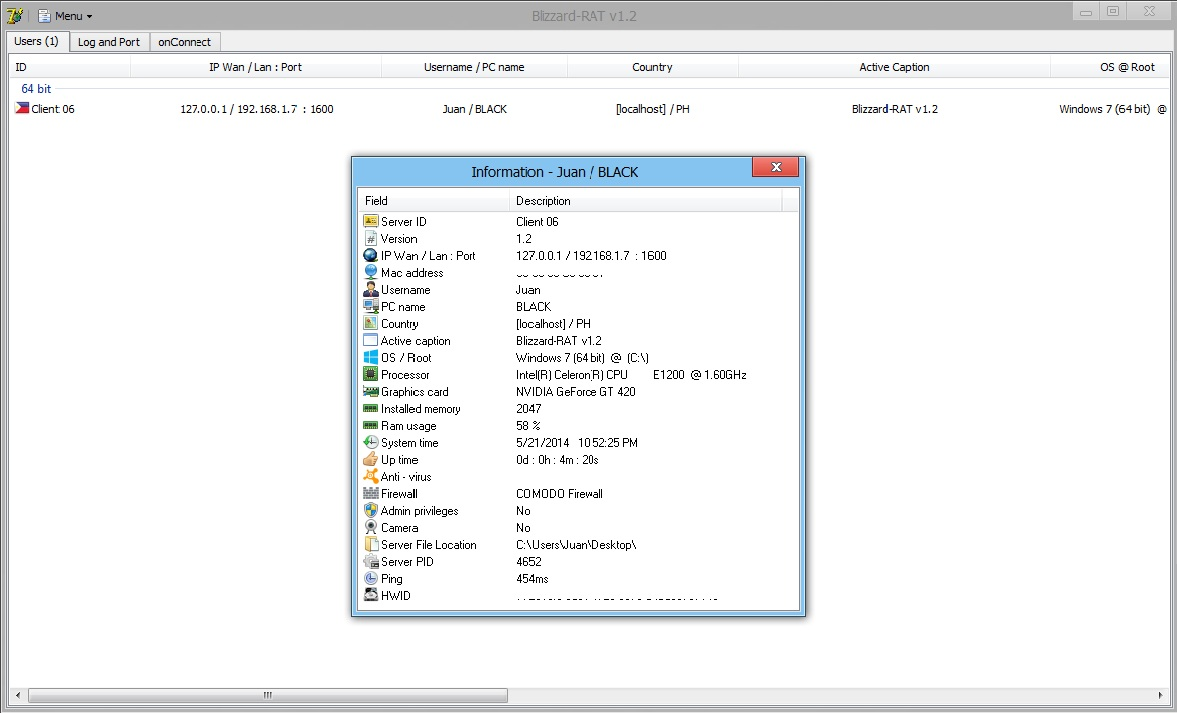 Menu Blizzard-RAT v1.2
Users (1) Log and Port onConnect
ID IP Wan / Lan : Port Username / PC name Country Active Caption OS @ Root
64 bit
Client 06 127.0.0.1 / 192.168.1.7 : 1600 Juan / BLACK [localhost] / PH Blizzard-RAT v1.2 Windows 7 (64 bit) @
Information - Juan / BLACK
Field Description
Server ID Client 06
Version 1.2
IP Wan / Lan : Port 127.0.0.1 / 192.168.1.7 : 1600
Mac address
Username Juan
PC name BLACK
Country [localhost] / PH
Active caption Blizzard-RAT v1.2
OS / Root Windows 7 (64 bit) @ (C:\)
Processor Intel(R) Celeron(R) CPU E1200 @ 1.60GHz
Graphics card NVIDIA GeForce GT 420
Installed memory 2047
Ram usage 58 %
System time 5/21/2014 10:52:25 PM
Up time 0d : 0h : 4m : 20s
Anti - virus
Firewall COMODO Firewall
Admin privileges No
Camera No
Server File Location C:\Users\Juan\Desktop\
Server PID 4652
Ping 454ms
HWID